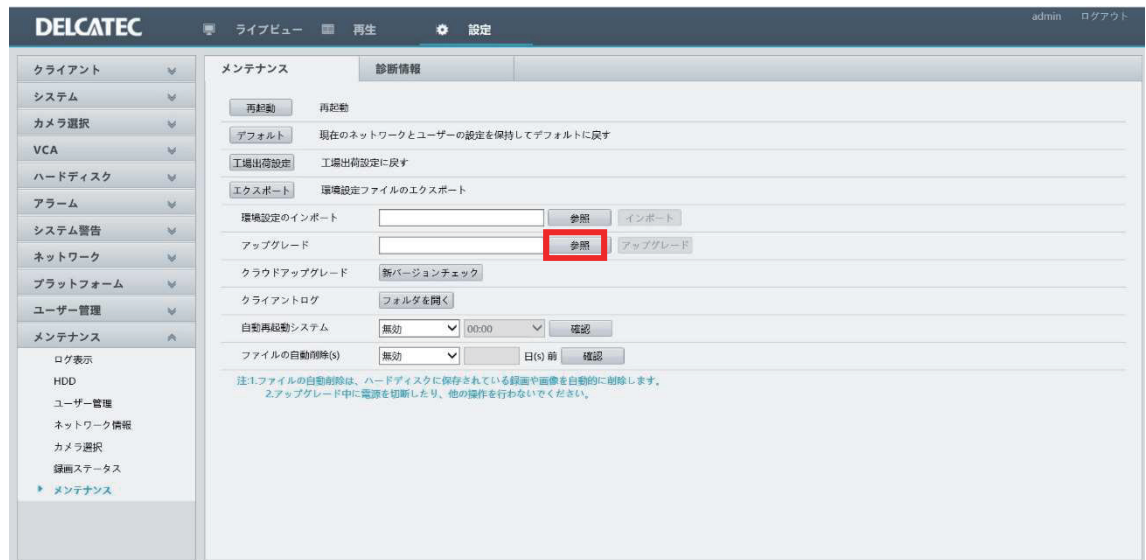 DELCATEC ライブビュー 再生 設定 admin ログアウト
クライアント
システム
カメラ選択
VCA
ハードディスク
アラーム
システム警告
ネットワーク
プラットフォーム
ユーザー管理
メンテナンス
ログ表示
HDD
ユーザー管理
ネットワーク情報
カメラ選択
録画ステータス
メンテナンス
メンテナンス 診断情報
再起動 再起動
デフォルト 現在のネットワークとユーザーの設定を保持してデフォルトに戻す
工場出荷設定 工場出荷設定に戻す
エクスポート 環境設定ファイルのエクスポート
環境設定のインポート 参照 インポート
アップグレード 参照 アップグレード
クラウドアップグレード 新バージョンチェック
クライアントログ フォルダを開く
自動再起動システム 無効 00:00 確認
ファイルの自動削除(s) 無効 日(s) 前 確認
注:1.ファイルの自動削除は、ハードディスクに保存されている録画や画像を自動的に削除します。
2.アップグレード中に電源を切断したり、他の操作を行わないでください。